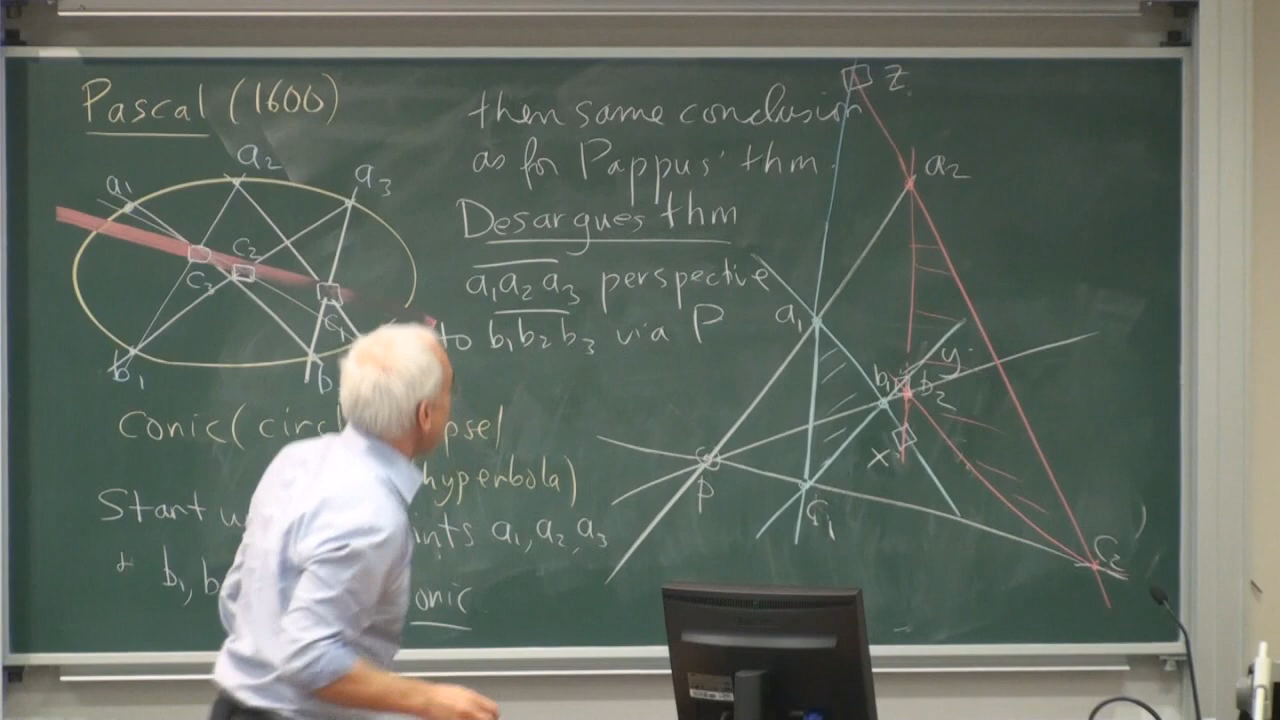 Pascal (1600)
a1
a2
a3
C2
C3
C1
b1
b
Conic (circ psel
hyperbola)
Start w ints a1, a2, a3
+ b1, b onic
then same conclusion
as for Pappus' thm.
Desargues thm
a1a2a3 perspective
to b1b2b3 via P
z
a2
a1
y
b1
b2
x
P
C1
C2